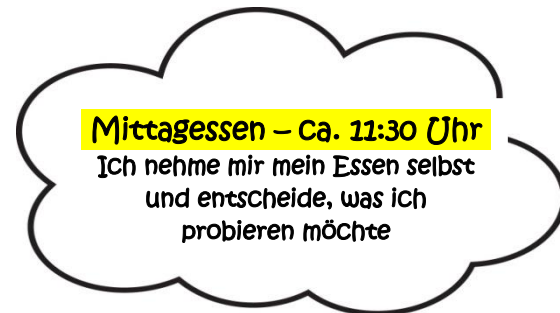 Mittagessen – ca. 11:30 Uhr
Ich nehme mir mein Essen selbst
und entscheide, was ich
probieren möchte